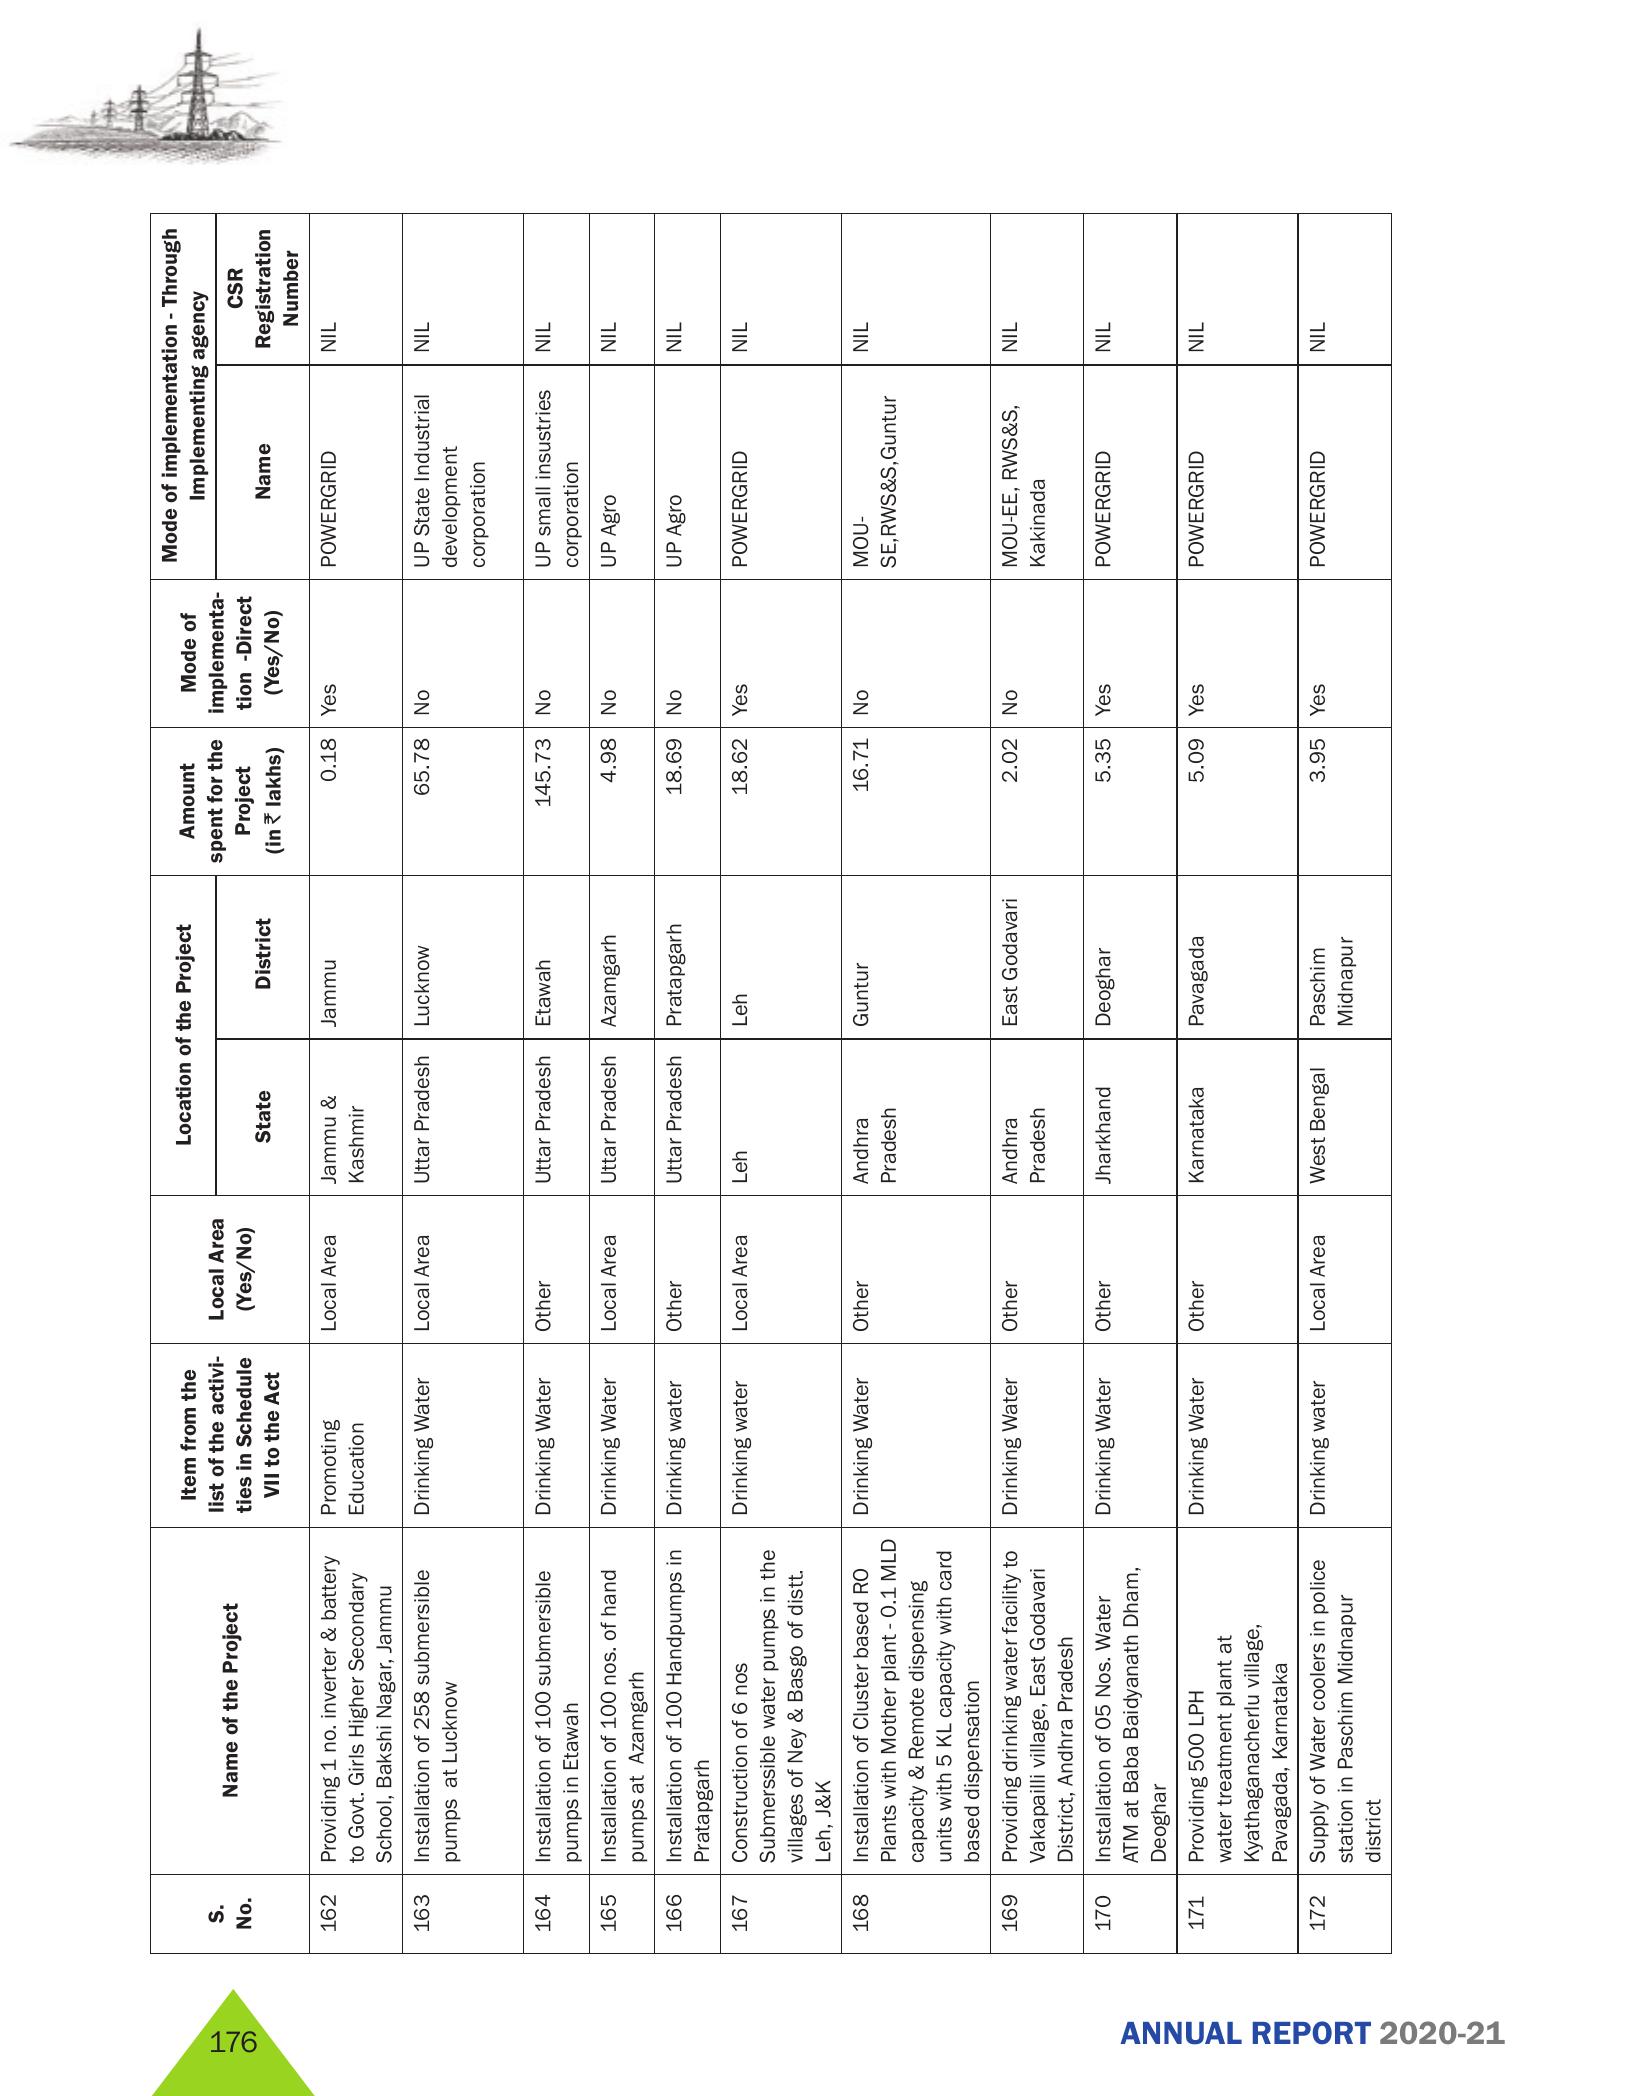 S.
No.
Name of the Project
Item from the
list of the activi-
ties in Schedule
VII to the Act
Local Area
(Yes/No)
Location of the Project
State
District
Amount
spent for the
Project
(in ₹ lakhs)
Mode of
implementa-
tion -Direct
(Yes/No)
Mode of implementation - Through
Implementing agency
Name
CSR
Registration
Number
162
Providing 1 no. inverter & battery
to Govt. Girls Higher Secondary
School, Bakshi Nagar, Jammu
Promoting
Education
Local Area
Jammu &
Kashmir
Jammu
0.18
Yes
POWERGRID
NIL
163
Installation of 258 submersible
pumps at Lucknow
Drinking Water
Local Area
Uttar Pradesh
Lucknow
65.78
No
UP State Industrial
development
corporation
NIL
164
Installation of 100 submersible
pumps in Etawah
Drinking Water
Other
Uttar Pradesh
Etawah
145.73
No
UP small insustries
corporation
NIL
165
Installation of 100 nos. of hand
pumps at Azamgarh
Drinking Water
Local Area
Uttar Pradesh
Azamgarh
4.98
No
UP Agro
NIL
166
Installation of 100 Handpumps in
Pratapgarh
Drinking water
Other
Uttar Pradesh
Pratapgarh
18.69
No
UP Agro
NIL
167
Construction of 6 nos
Submerssible water pumps in the
villages of Ney & Basgo of distt.
Leh, J&K
Drinking water
Local Area
Leh
Leh
18.62
Yes
POWERGRID
NIL
168
Installation of Cluster based RO
Plants with Mother plant - 0.1 MLD
capacity & Remote dispensing
units with 5 KL capacity with card
based dispensation
Drinking Water
Other
Andhra
Pradesh
Guntur
16.71
No
MOU-
SE,RWS&S,Guntur
NIL
169
Providing drinking water facility to
Vakapailli village, East Godavari
District, Andhra Pradesh
Drinking Water
Other
Andhra
Pradesh
East Godavari
2.02
No
MOU-EE, RWS&S,
Kakinada
NIL
170
Installation of 05 Nos. Water
ATM at Baba Baidyanath Dham,
Deoghar
Drinking Water
Other
Jharkhand
Deoghar
5.35
Yes
POWERGRID
NIL
171
Providing 500 LPH
water treatment plant at
Kyathaganacherlu village,
Pavagada, Karnataka
Drinking Water
Other
Karnataka
Pavagada
5.09
Yes
POWERGRID
NIL
172
Supply of Water coolers in police
station in Paschim Midnapur
district
Drinking water
Local Area
West Bengal
Paschim
Midnapur
3.95
Yes
POWERGRID
NIL
176
ANNUAL REPORT 2020-21